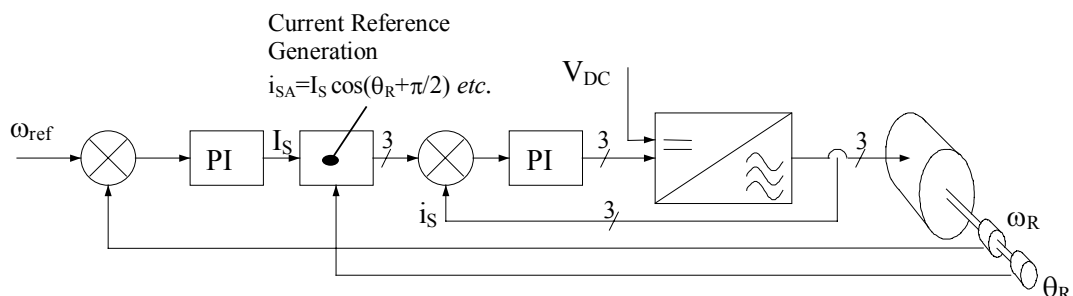 Current Reference
Generation
i_SA=I_S cos(θ_R+π/2) etc.
V_DC
ω_ref
PI
I_S
3
PI
3
3
i_S
3
ω_R
θ_R